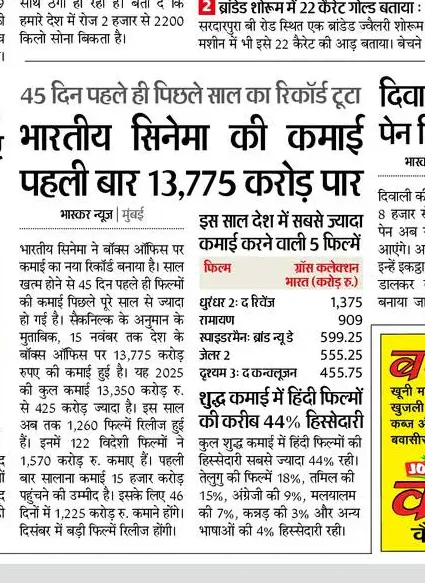 साथ ठगी हो रही है। बता दें कि
हमारे देश में रोज 2 हजार से 2200
किलो सोना बिकता है।
2 ब्रांडेड शोरूम में 22 कैरेट गोल्ड बताया :
सरदारपुरा बी रोड स्थित एक ब्रांडेड ज्वैलरी शोरूम
मशीन में भी इसे 22 कैरेट की आड़ बताया। बेचने
45 दिन पहले ही पिछले साल का रिकॉर्ड टूटा
भारतीय सिनेमा की कमाई
पहली बार 13,775 करोड़ पार
भास्कर न्यूज | मुंबई
भारतीय सिनेमा ने बॉक्स ऑफिस पर
कमाई का नया रिकॉर्ड बनाया है। साल
खत्म होने से 45 दिन पहले ही फिल्मों
की कमाई पिछले पूरे साल से ज्यादा
हो गई है। सैकनिल्क के अनुमान के
मुताबिक, 15 नवंबर तक देश के
बॉक्स ऑफिस पर 13,775 करोड़
रुपए की कमाई हुई है। यह 2025
की कुल कमाई 13,350 करोड़ रु.
से 425 करोड़ ज्यादा है। इस साल
अब तक 1,260 फिल्में रिलीज हुई
हैं। इनमें 122 विदेशी फिल्मों ने
1,570 करोड़ रु. कमाए हैं। पहली
बार सालाना कमाई 15 हजार करोड़
पहुंचने की उम्मीद है। इसके लिए 46
दिनों में 1,225 करोड़ रु. कमाने होंगे।
दिसंबर में बड़ी फिल्में रिलीज होंगी।
इस साल देश में सबसे ज्यादा
कमाई करने वाली 5 फिल्में
फिल्म ग्रॉस कलेक्शन
भारत (करोड़ रु.)
धुरंधर 2: द रिवेंज 1,375
रामायण 909
स्पाइडरमैन: ब्रांड न्यू डे 599.25
जेलर 2 555.25
दृश्यम 3: द कन्क्लूजन 455.75
शुद्ध कमाई में हिंदी फिल्मों
की करीब 44% हिस्सेदारी
कुल शुद्ध कमाई में हिंदी फिल्मों की
हिस्सेदारी सबसे ज्यादा 44% रही।
तेलुगु की फिल्में 18%, तमिल की
15%, अंग्रेजी की 9%, मलयालम
की 7%, कन्नड़ की 3% और अन्य
भाषाओं की 4% हिस्सेदारी रही।
दिवा
पेन
दिवाली की
8 हजार
पेन अब
आएंगे।
इन्हें इकट्ठा
डालकर
बनाया जा
खूनी म
खुजली
कब्ज
बवासीर